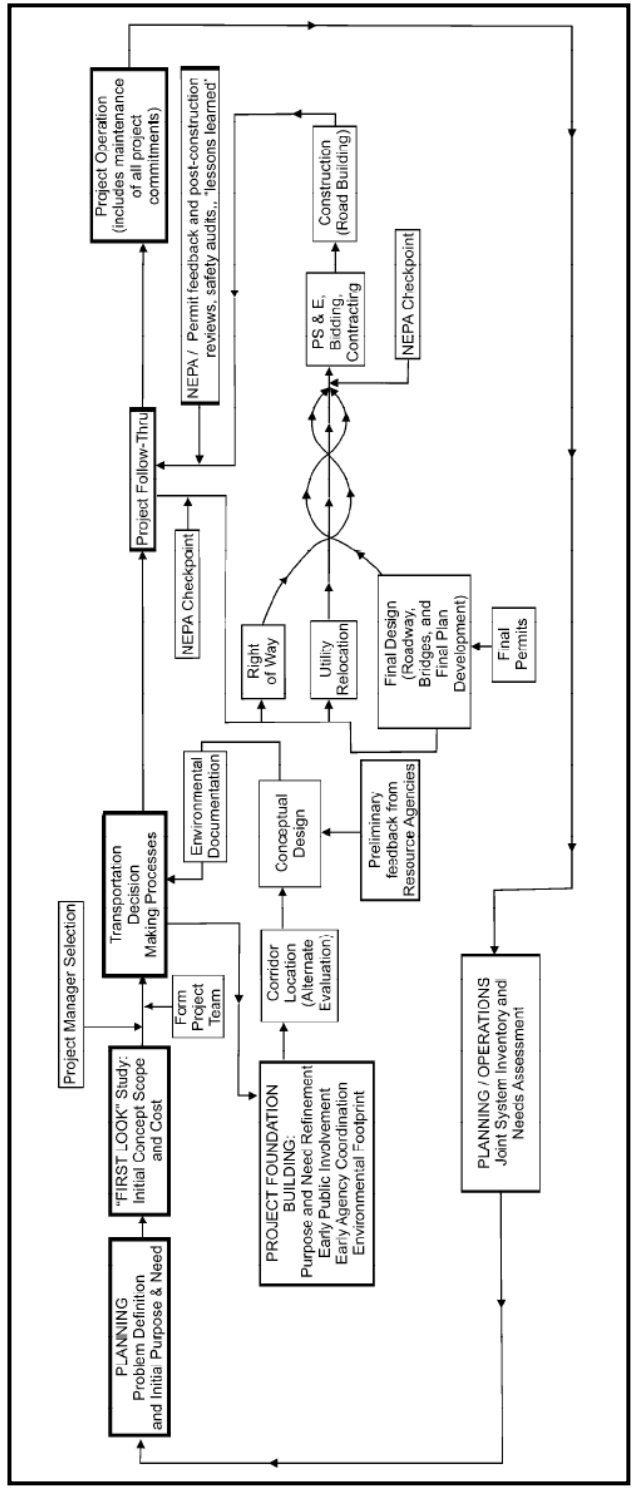 PLANNING
Problem Definition
and Initial Purpose & Need
"FIRST LOOK" Study:
Initial Concept Scope
and Cost
Project Manager Selection
Form
Project
Team
Transportation
Decision
Making Processes
Project Follow-Thru
Project Operation
(includes maintenance
of all project
commitments)
NEPA / Permit feedback and post-construction
reviews, safety audits,, "lessons learned"
NEPA Checkpoint
Environmental
Documentation
PROJECT FOUNDATION
BUILDING:
Purpose and Need Refinement
Early Public Involvement
Early Agency Coordination
Environmental Footprint
Corridor
Location
(Alternate
Evaluation)
Conceptual
Design
Preliminary
feedback from
Resource Agencies
Right
of Way
Utility
Relocation
Final Design
(Roadway,
Bridges, and
Final Plan
Development)
Final
Permits
PS & E,
Bidding,
Contracting
Construction
(Road Building)
NEPA Checkpoint
PLANNING / OPERATIONS
Joint System Inventory and
Needs Assessment